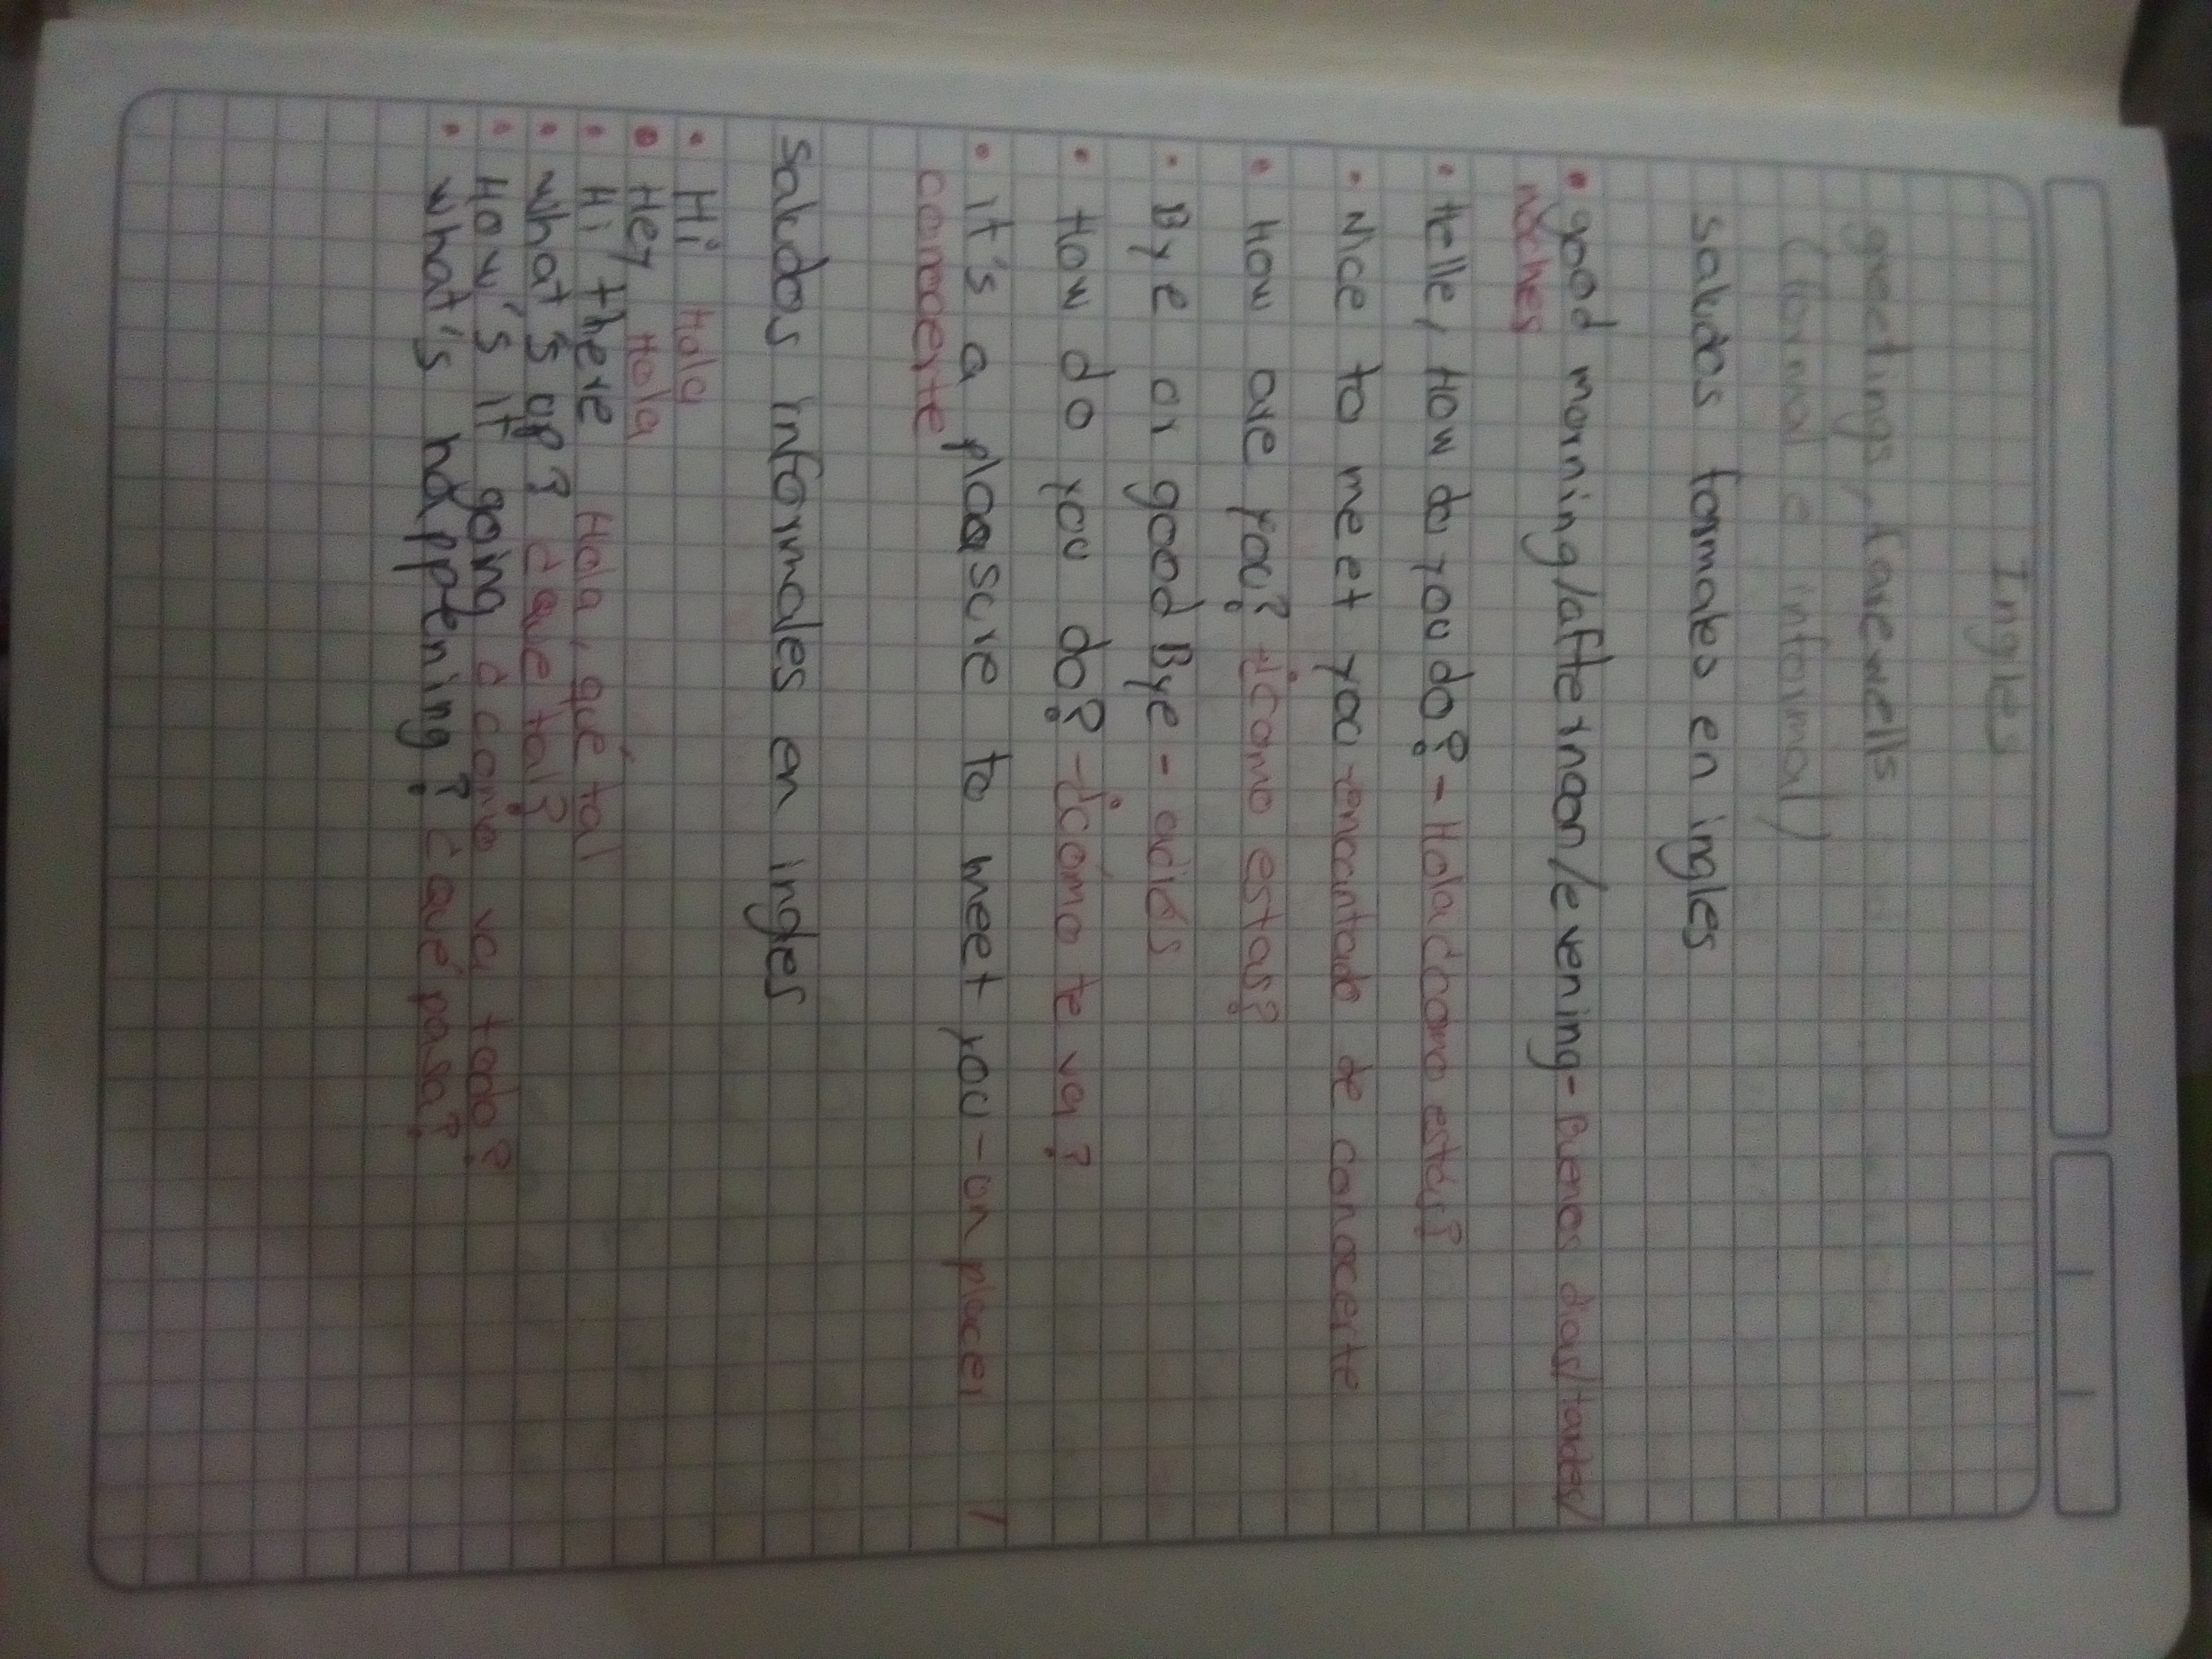 Ingles
greetings, farewells
(formal e informal)
saludos formales en ingles
• good morning/afternoon/evening - Buenos dias/tardes/
noches
• Hello, How do you do? - Hola ¿como estas?
• Nice to meet you - encantado de conocerte
• How are you? - ¿como estas?
• Bye or good Bye - adiós
• How do you do? - ¿cómo te va?
• it's a pleasure to meet you - un placer
conocerte
saludos informales en ingles
• Hi Hola
• Hey Hola
• Hi there Hola, qué tal
• what's up? ¿que tal?
• How's it going ¿como va todo?
• what's happening? ¿qué pasa?